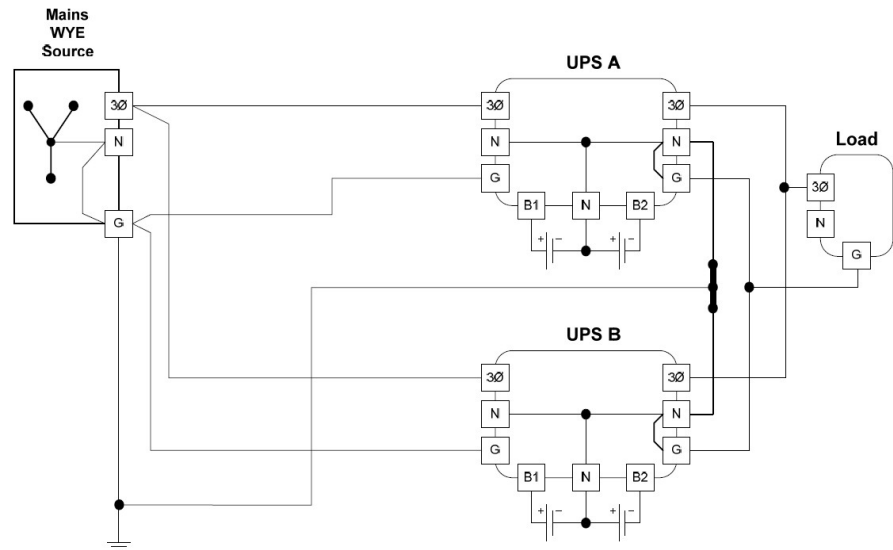 Mains
WYE
Source
3Ø
N
G
UPS A
3Ø
N
G
B1
N
B2
3Ø
N
G
+
−
+
−
Load
3Ø
N
G
UPS B
3Ø
N
G
B1
N
B2
3Ø
N
G
+
−
+
−